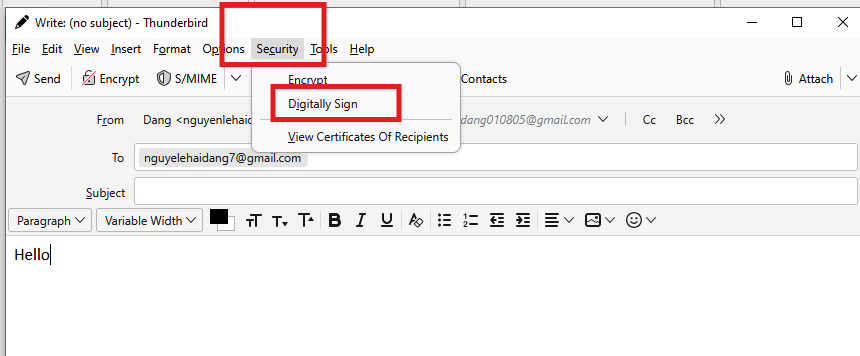 Write: (no subject) - Thunderbird
File Edit View Insert Format Options Security Tools Help
Send Encrypt S/MIME Contacts Attach
Encrypt
Digitally Sign
View Certificates Of Recipients
From Dang <nguyenlehaid dang010805@gmail.com Cc Bcc
To nguyelehaidang7@gmail.com
Subject
Paragraph Variable Width
Hello